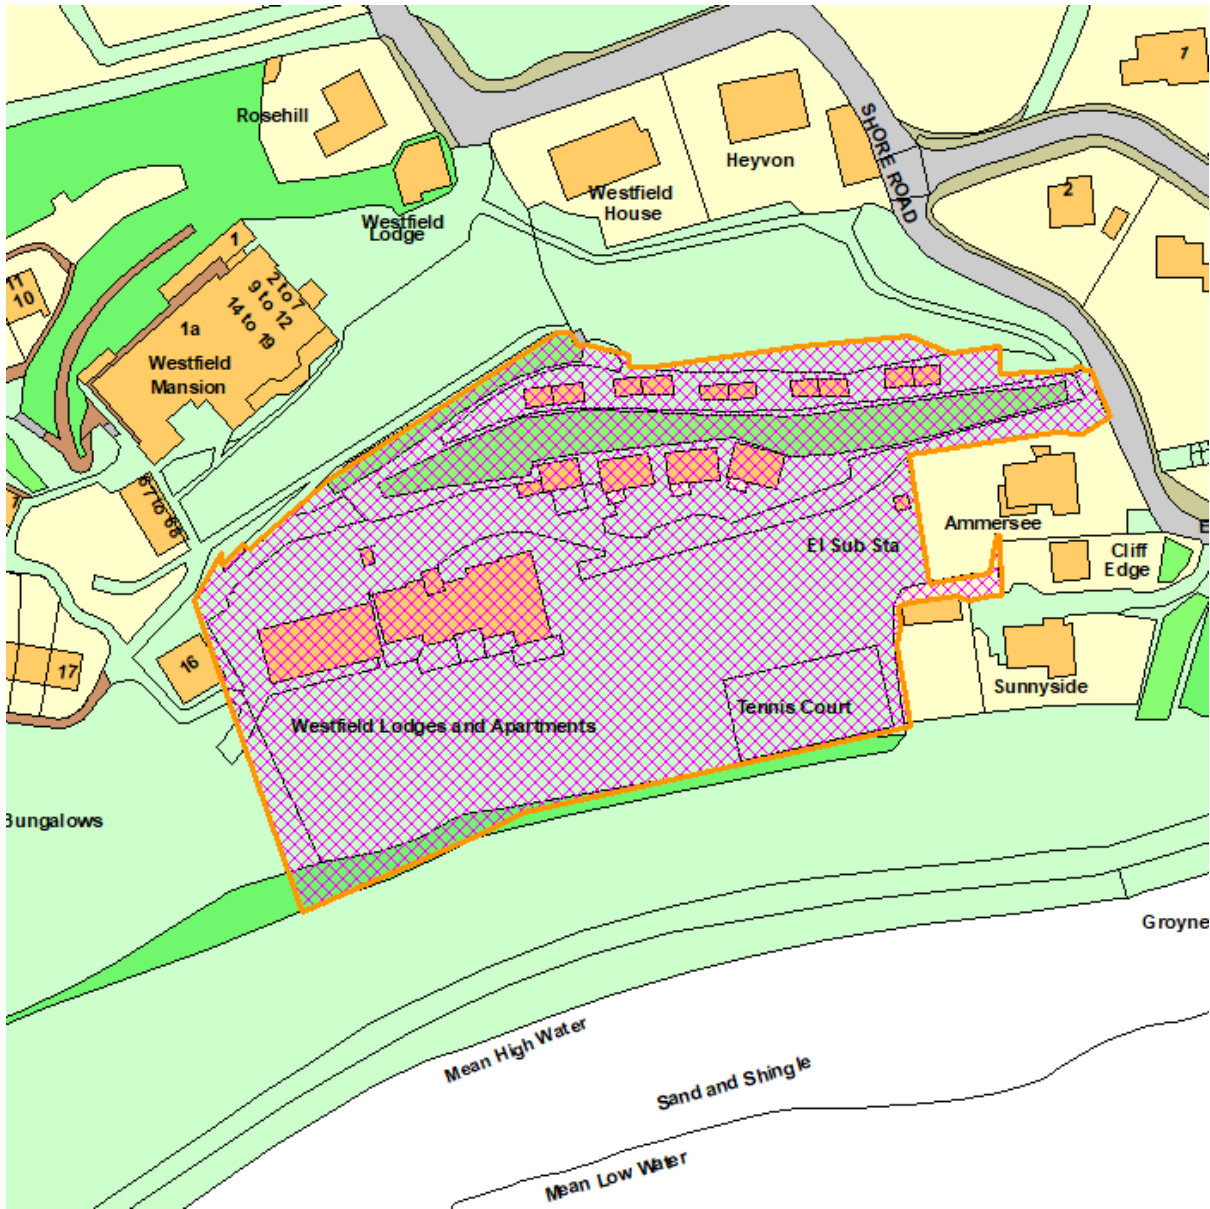 1
Rosehill
SHORE ROAD
Heyvon
Westfield
House
2
Westfield
Lodge
1
2 to 7
9 to 12
14 to 19
11
10
1a
Westfield
Mansion
67 to 68
Ammersee
El Sub Sta
Cliff
Edge
E
16
17
Sunnyside
Tennis Court
Westfield Lodges and Apartments
Bungalows
Groyne
Mean High Water
Sand and Shingle
Mean Low Water